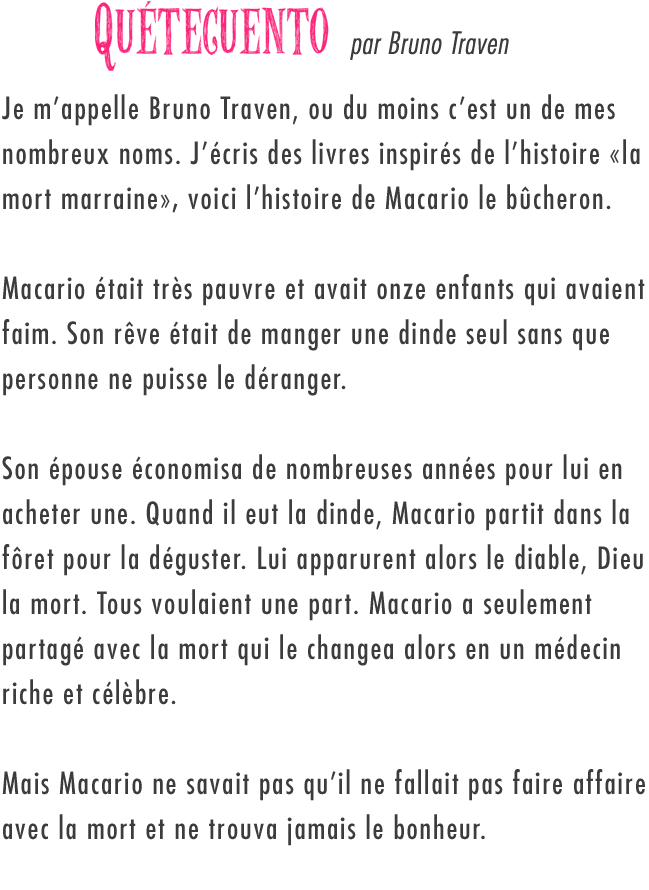 QUÉTECUENTO par Bruno Traven
Je m’appelle Bruno Traven, ou du moins c’est un de mes
nombreux noms. J’écris des livres inspirés de l’histoire «la
mort marraine», voici l’histoire de Macario le bûcheron.
Macario était très pauvre et avait onze enfants qui avaient
faim. Son rêve était de manger une dinde seul sans que
personne ne puisse le déranger.
Son épouse économisa de nombreuses années pour lui en
acheter une. Quand il eut la dinde, Macario partit dans la
fôret pour la déguster. Lui apparurent alors le diable, Dieu
la mort. Tous voulaient une part. Macario a seulement
partagé avec la mort qui le changea alors en un médecin
riche et célèbre.
Mais Macario ne savait pas qu’il ne fallait pas faire affaire
avec la mort et ne trouva jamais le bonheur.